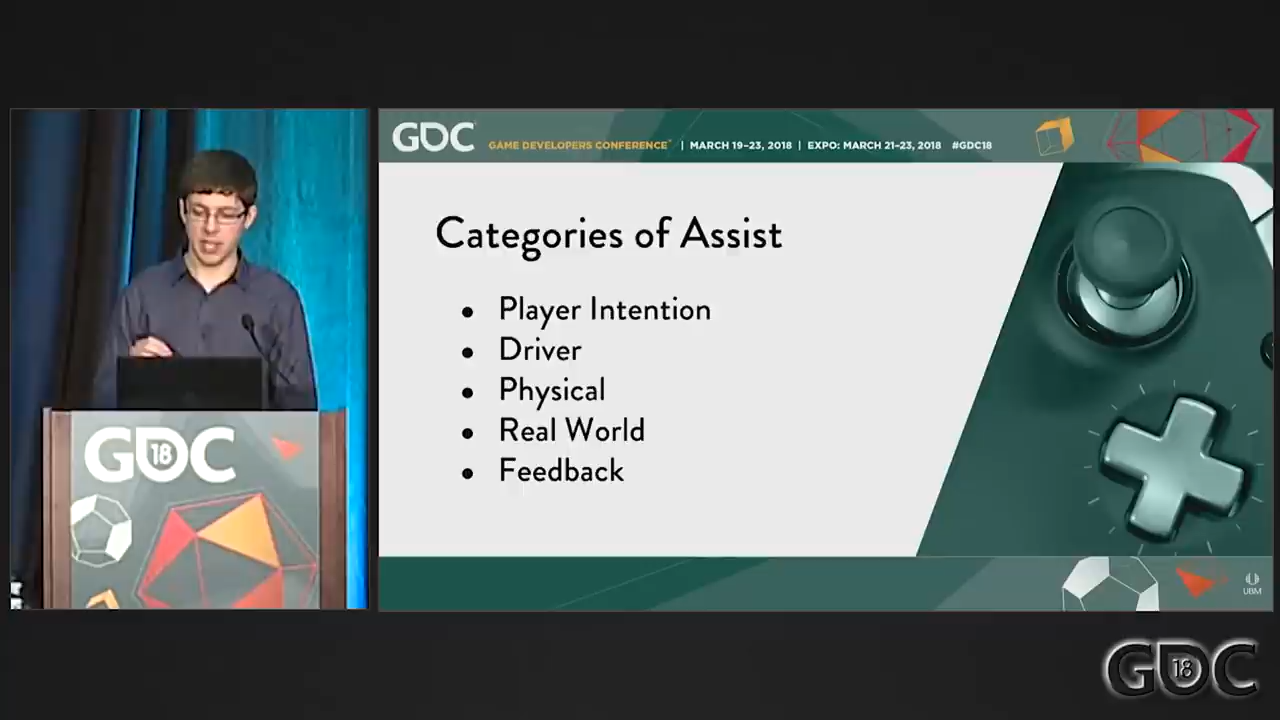 GDC
GAME DEVELOPERS CONFERENCE | MARCH 19–23, 2018 | EXPO: MARCH 21–23, 2018 #GDC18
Categories of Assist
• Player Intention
• Driver
• Physical
• Real World
• Feedback
GDC
18
UBM
GDC
18